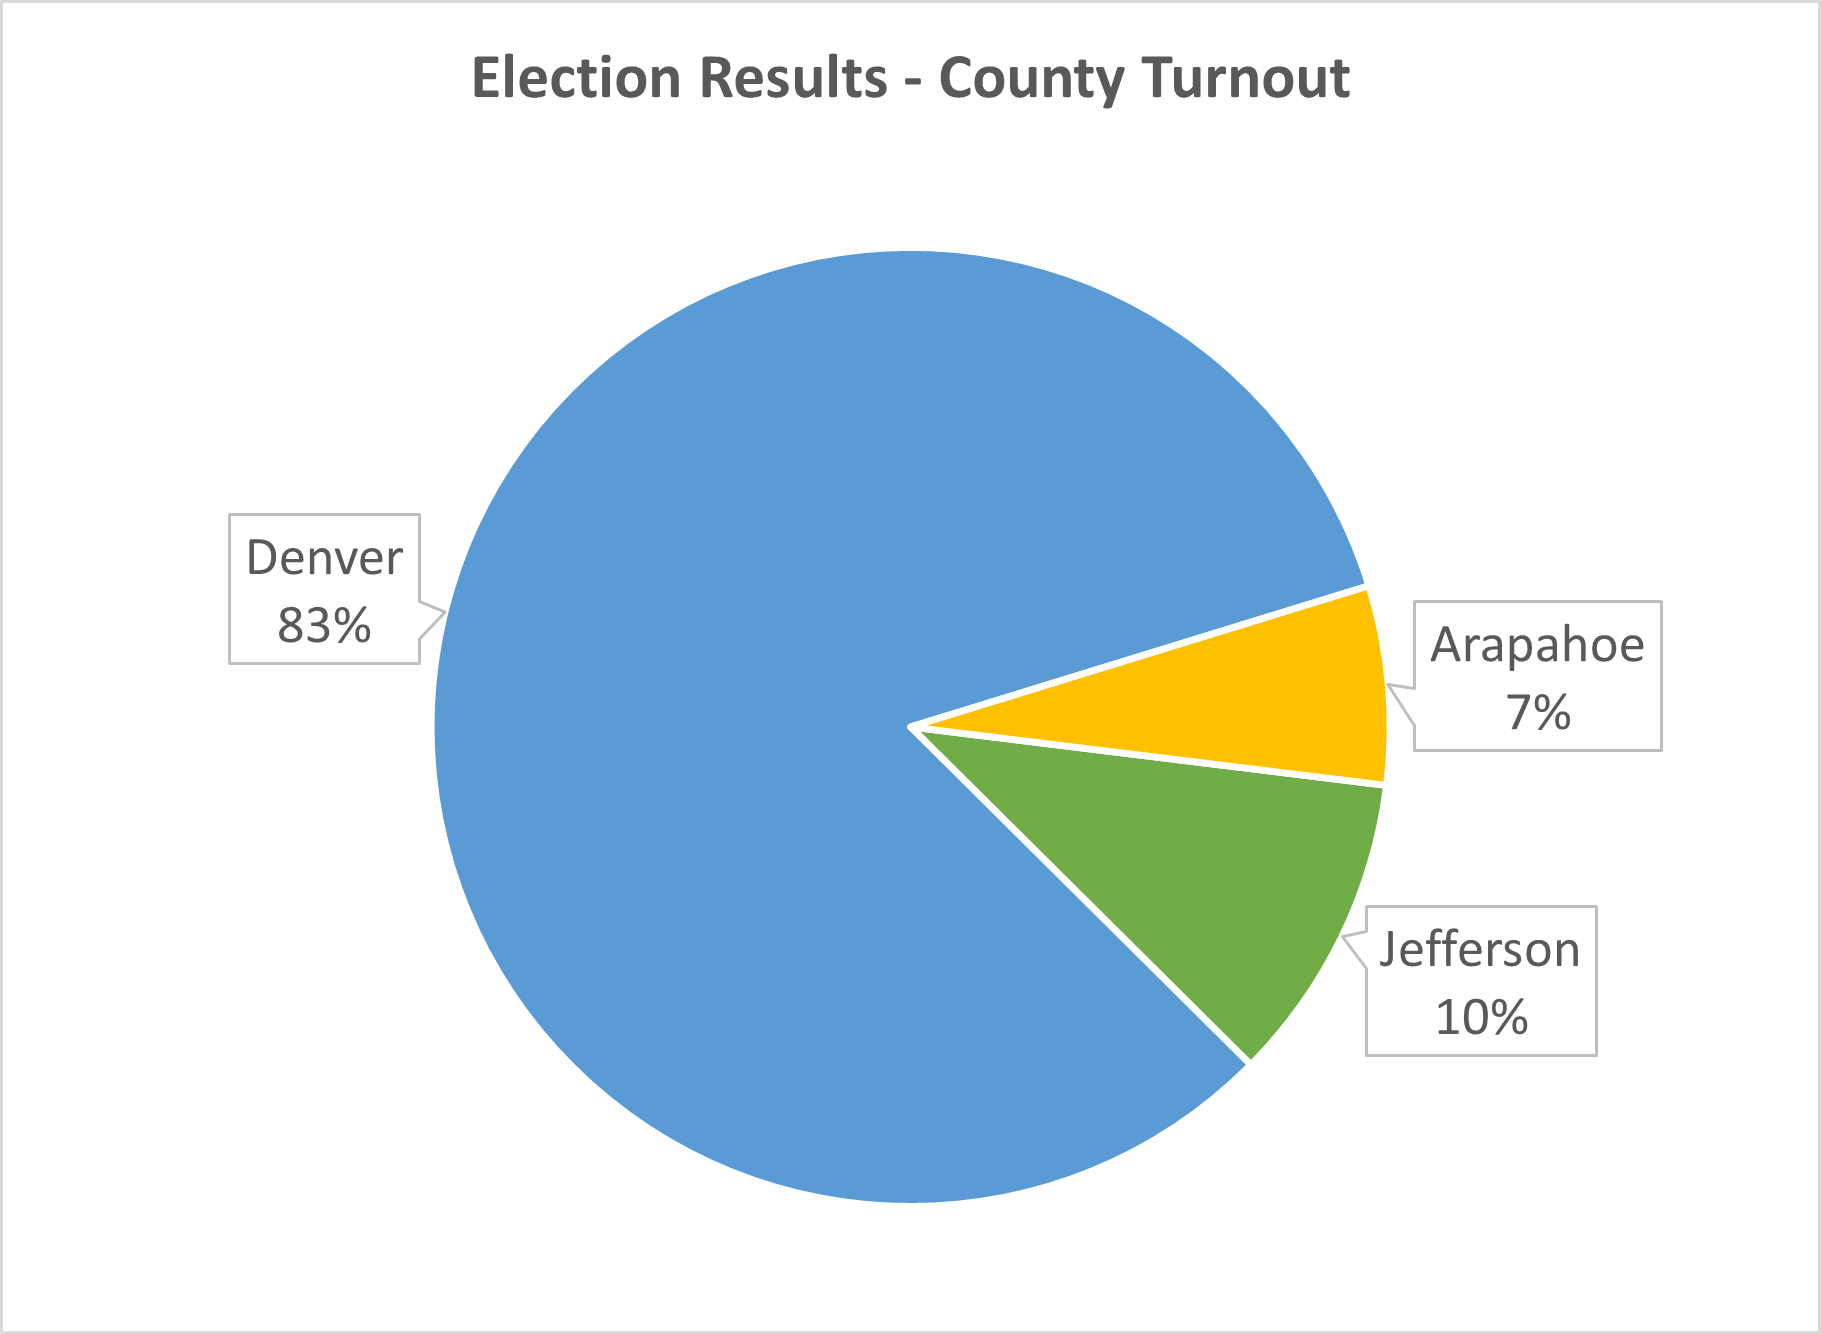 Election Results - County Turnout
Denver
83%
Arapahoe
7%
Jefferson
10%